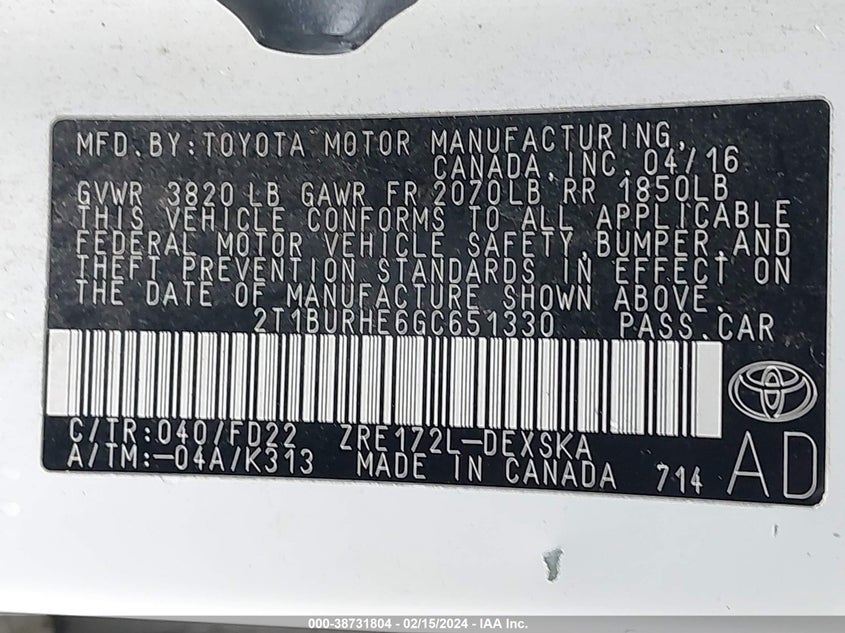 MFD. BY: TOYOTA MOTOR MANUFACTURING,
CANADA, INC. 04/16
GVWR 3820 LB GAWR FR 2070LB RR 1850LB
THIS VEHICLE CONFORMS TO ALL APPLICABLE
FEDERAL MOTOR VEHICLE SAFETY, BUMPER, AND
THEFT PREVENTION STANDARDS IN EFFECT ON
THE DATE OF MANUFACTURE SHOWN ABOVE.
2T1BURHE6GC651330 PASS. CAR
C/TR: 040/FD22 ZRE172L-DEXSKA
A/TM: -04A/K313 MADE IN CANADA 714
AD
000-38731804 - 02/15/2024 - IAA Inc.